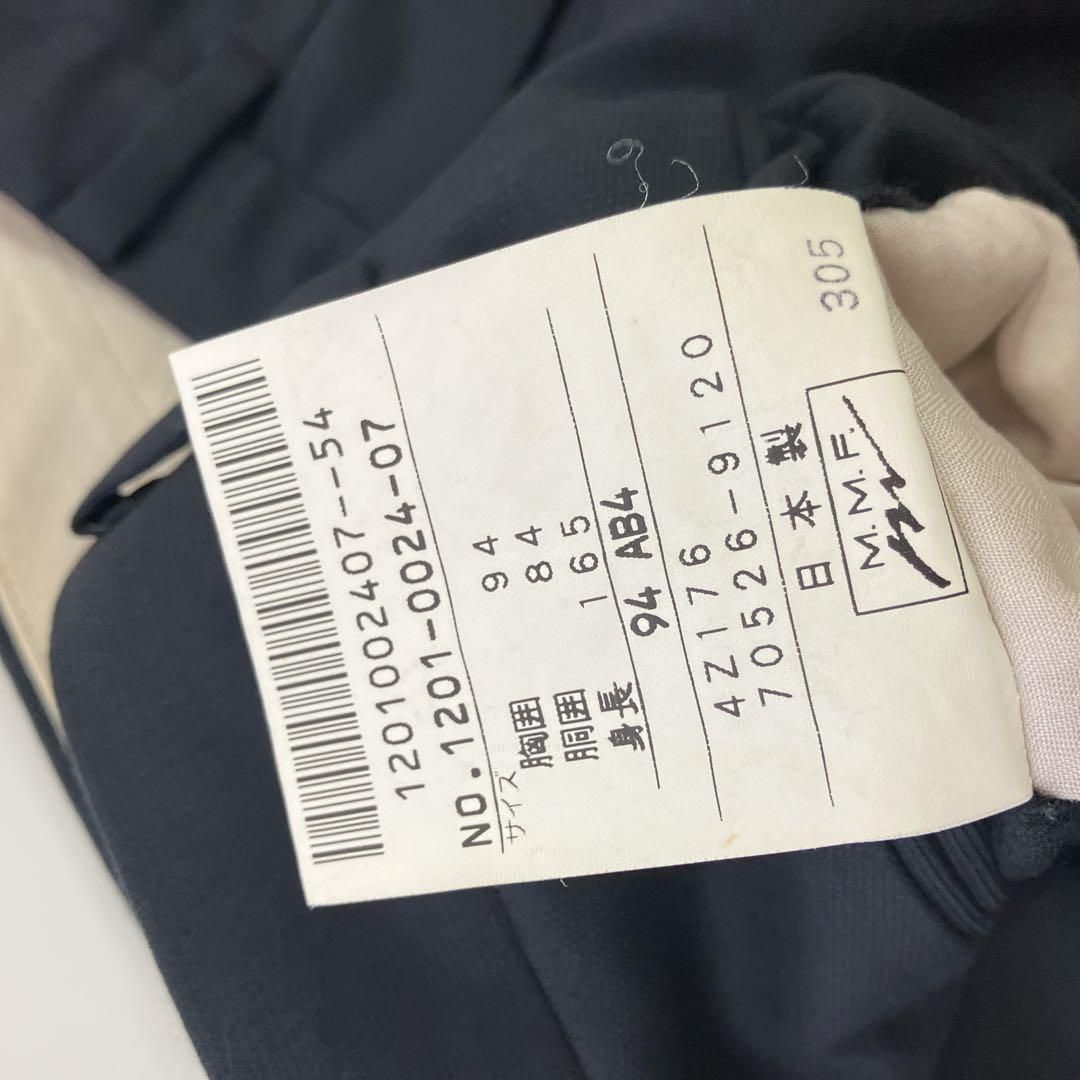 1201002407--54
NO.1201-0024-07
サイズ
胸囲 94
胴囲 84
身長 165
94 AB4
4Z176
70526-9120
日本製
M.M.F.
305